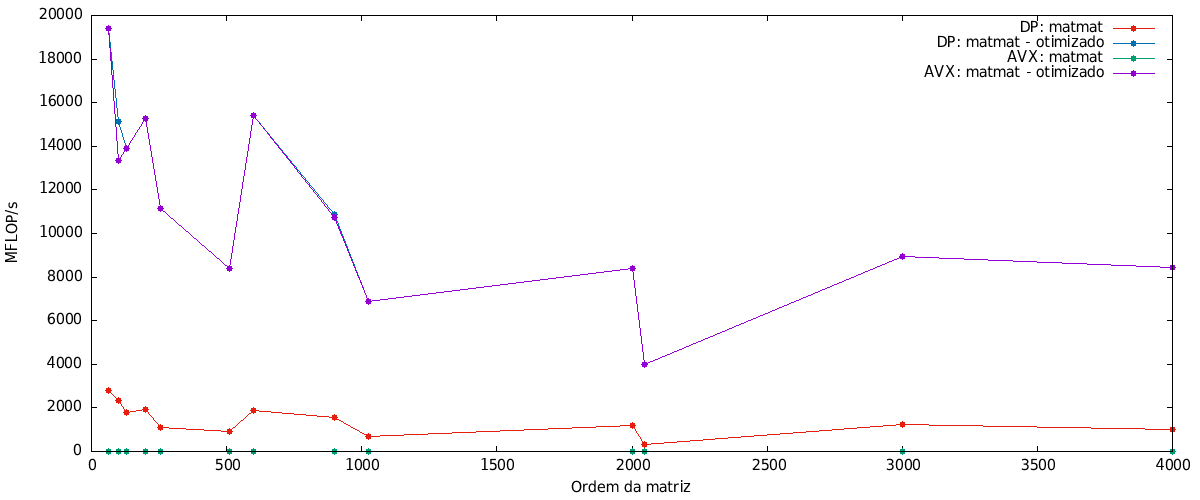 20000
18000
16000
14000
12000
10000
8000
6000
4000
2000
0
MFLOP/s
DP: matmat
DP: matmat - otimizado
AVX: matmat
AVX: matmat - otimizado
0 500 1000 1500 2000 2500 3000 3500 4000
Ordem da matriz